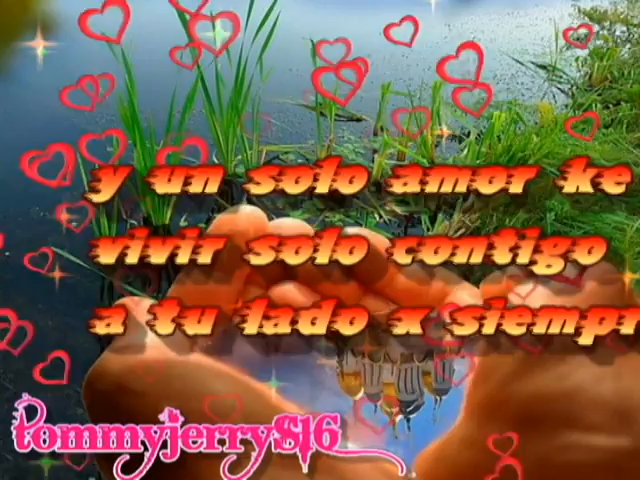 y un solo amor ke
vivir solo contigo
a tu lado x siempr
tommyjerry816